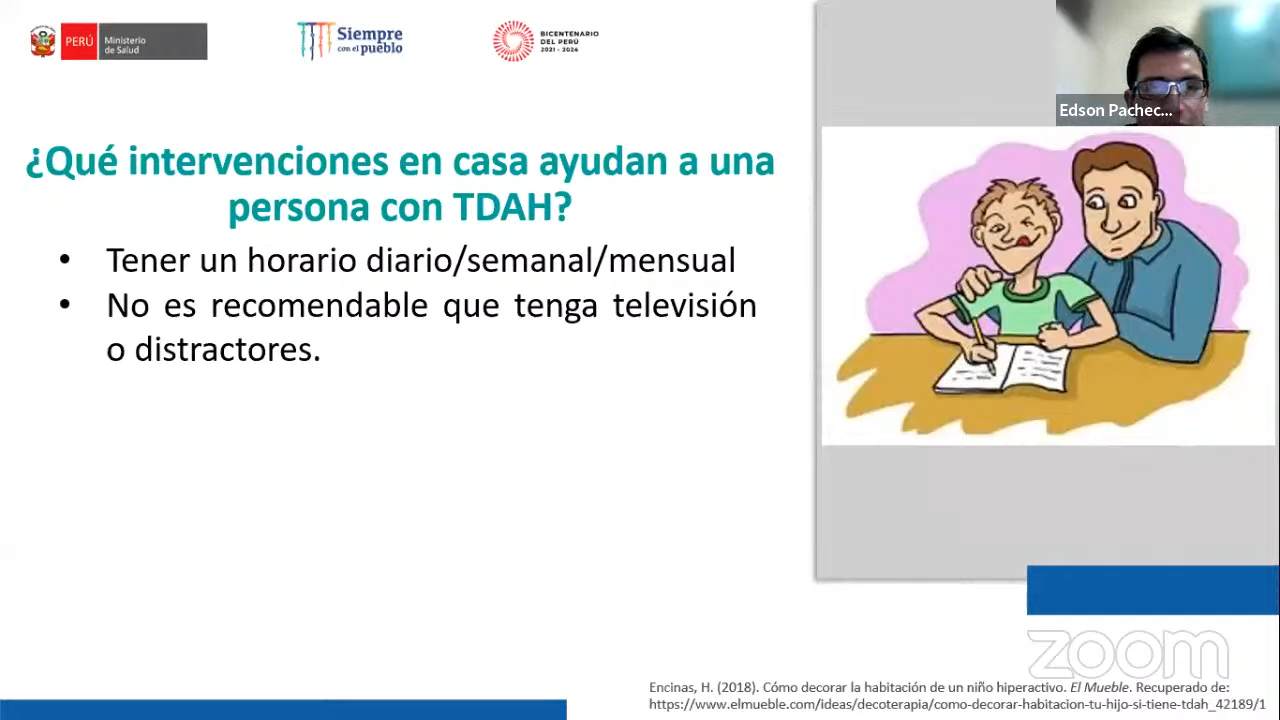 PERÚ
Ministerio
de Salud
Siempre
con el pueblo
BICENTENARIO
DEL PERÚ
2021 - 2024
Edson Pachec...
¿Qué intervenciones en casa ayudan a una
persona con TDAH?
• Tener un horario diario/semanal/mensual
• No es recomendable que tenga televisión
o distractores.
zoom
Encinas, H. (2018). Cómo decorar la habitación de un niño hiperactivo. El Mueble. Recuperado de:
https://www.elmueble.com/ideas/decoterapia/como-decorar-habitacion-tu-hijo-si-tiene-tdah_42189/1